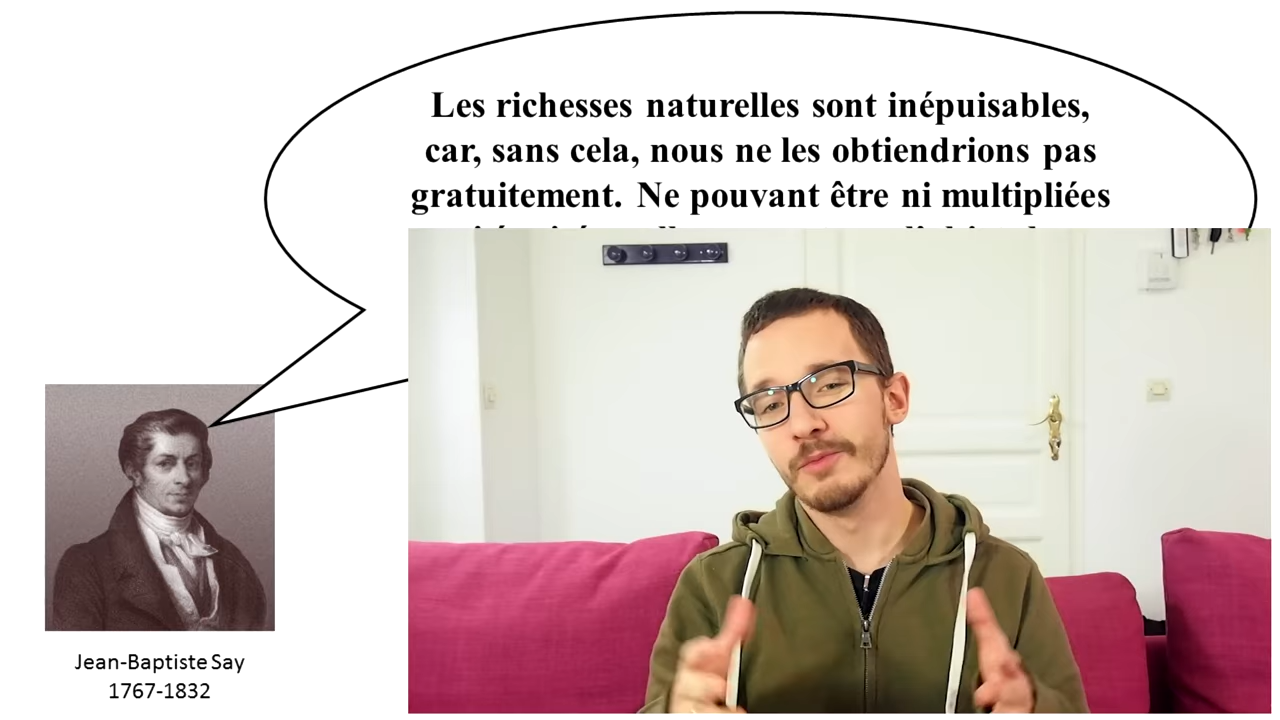 Les richesses naturelles sont inépuisables,
car, sans cela, nous ne les obtiendrions pas
gratuitement. Ne pouvant être ni multipliées
Jean-Baptiste Say
1767-1832